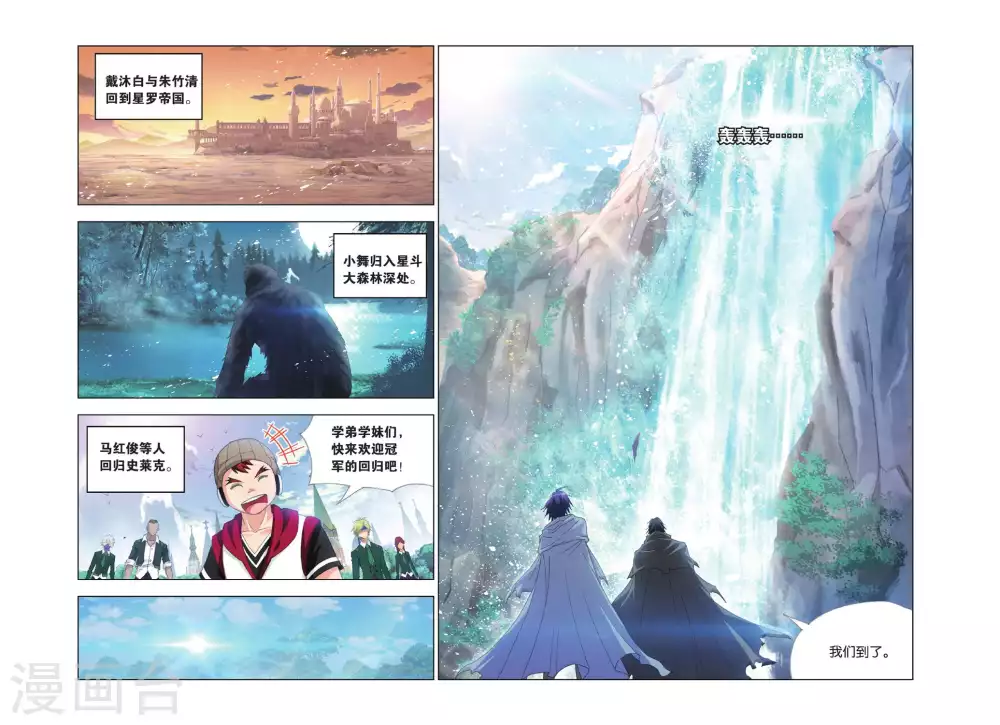 戴沐白与朱竹清
回到星罗帝国。
小舞归入星斗
大森林深处。
马红俊等人
回归史莱克。
学弟学妹们，
快来欢迎冠
军的回归吧！
轰轰轰……
我们到了。
漫画台